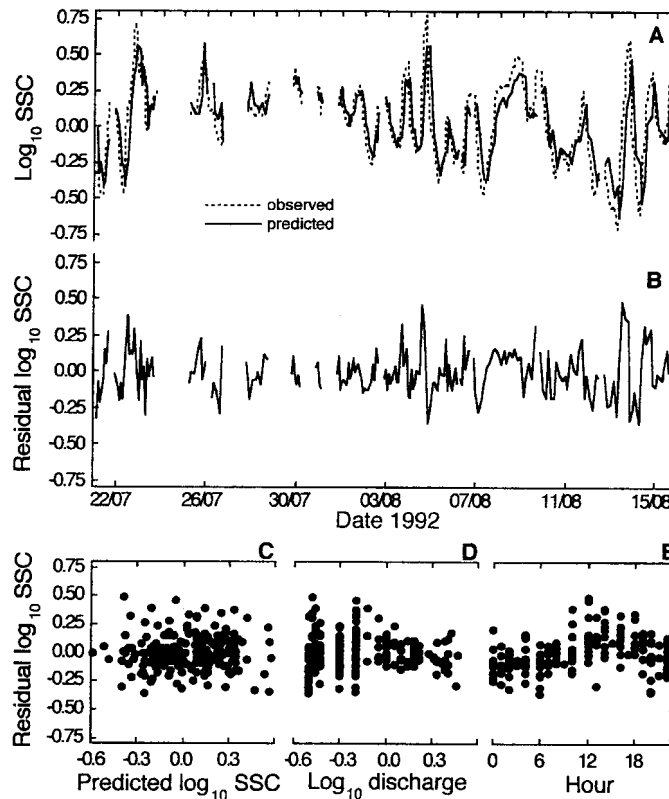 A
0.75
0.50
0.25
0.00
-0.25
-0.50
-0.75
Log10 SSC
observed
predicted
B
0.75
0.50
0.25
0.00
-0.25
-0.50
-0.75
Residual log10 SSC
22/07 26/07 30/07 03/08 07/08 11/08 15/08
Date 1992
C D E
0.75
0.50
0.25
0.00
-0.25
-0.50
-0.75
Residual log10 SSC
-0.6 -0.3 0.0 0.3
Predicted log10 SSC
-0.6 -0.3 0.0 0.3
Log10 discharge
0 6 12 18
Hour